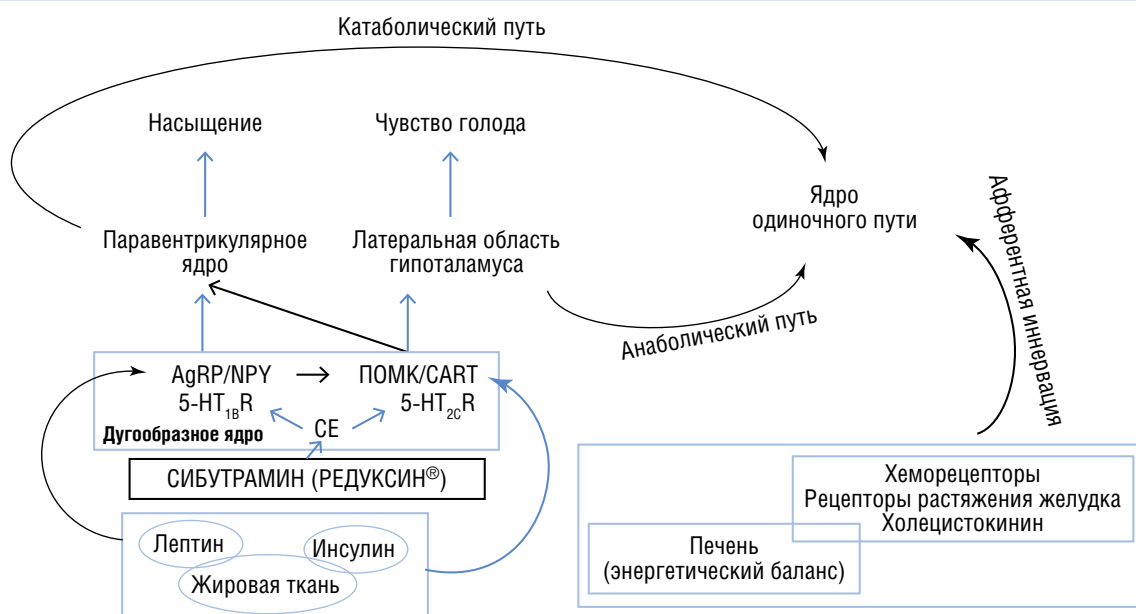 Катаболический путь
Насыщение
Чувство голода
Ядро
одиночного пути
Афферентная иннервация
Паравентрикулярное
ядро
Латеральная область
гипоталамуса
Анаболический путь
AgRP/NPY
ПОМК/CART
5-HT1BR
5-HT2CR
Дугообразное ядро
СЕ
СИБУТРАМИН (РЕДУКСИН®)
Лептин
Инсулин
Жировая ткань
Хеморецепторы
Рецепторы растяжения желудка
Холецистокинин
Печень
(энергетический баланс)